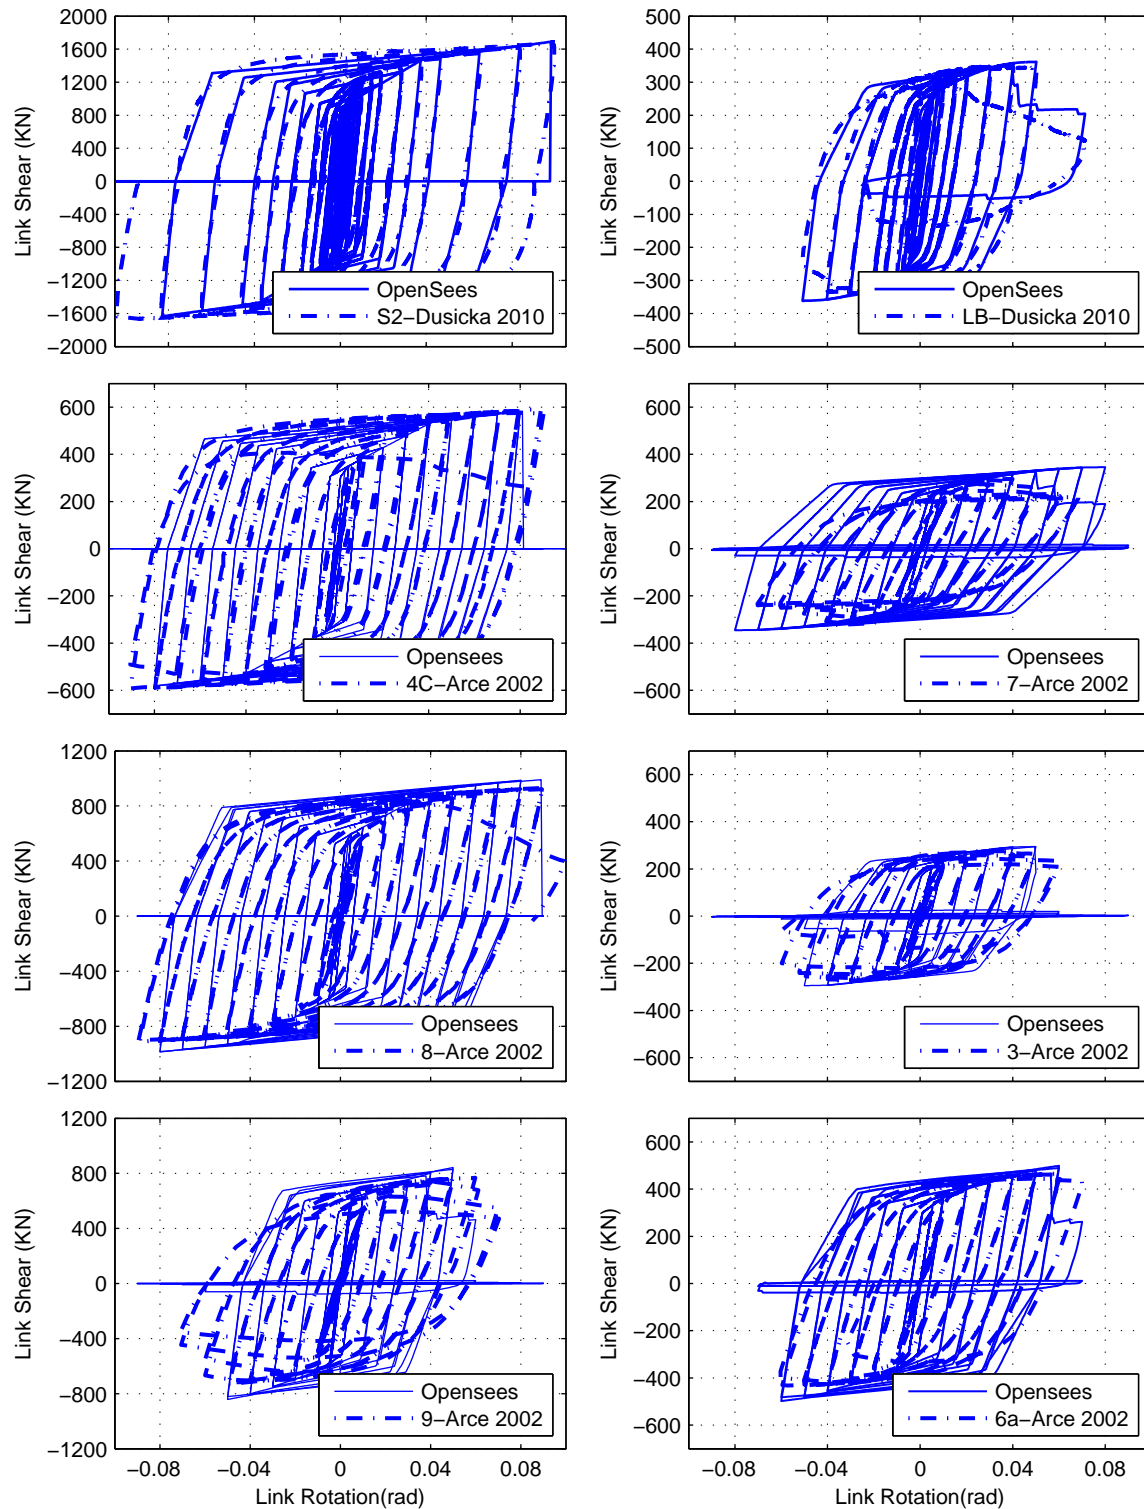 2000
1600
1200
800
400
0
−400
−800
−1200
−1600
−2000
Link Shear (KN)
OpenSees
S2−Dusicka 2010
500
400
300
200
100
0
−100
−200
−300
−400
−500
Link Shear (KN)
OpenSees
LB−Dusicka 2010
600
400
200
0
−200
−400
−600
Link Shear (KN)
Opensees
4C−Arce 2002
600
400
200
0
−200
−400
−600
Link Shear (KN)
Opensees
7−Arce 2002
1200
800
400
0
−400
−800
−1200
Link Shear (KN)
Opensees
8−Arce 2002
600
400
200
0
−200
−400
−600
Link Shear (KN)
Opensees
3−Arce 2002
1200
800
400
0
−400
−800
−1200
Link Shear (KN)
Opensees
9−Arce 2002
−0.08 −0.04 0 0.04 0.08
Link Rotation(rad)
600
400
200
0
−200
−400
−600
Link Shear (KN)
Opensees
6a−Arce 2002
−0.08 −0.04 0 0.04 0.08
Link Rotation(rad)